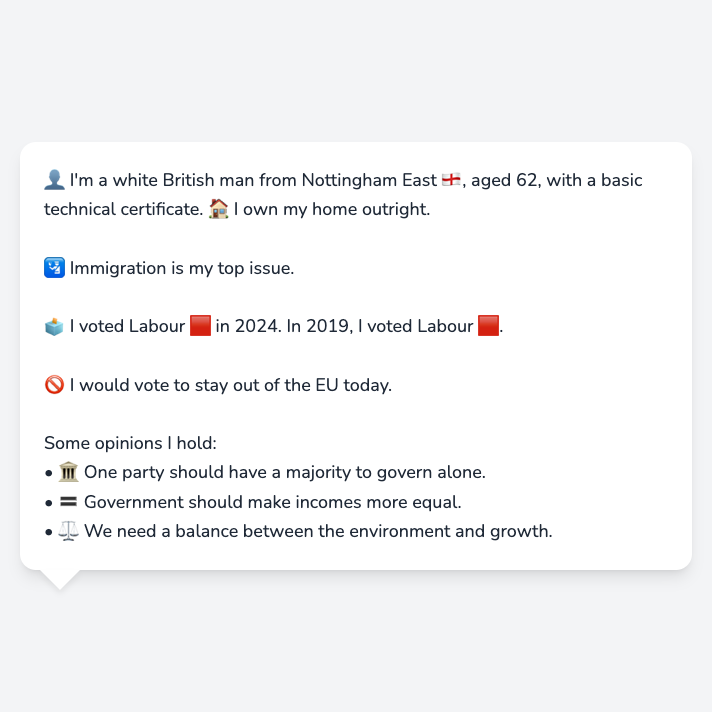 👤 I'm a white British man from Nottingham East 🏴󠁧󠁢󠁥󠁮󠁧󠁿, aged 62, with a basic
technical certificate. 🏠 I own my home outright.
🛂 Immigration is my top issue.
🗳️ I voted Labour 🟥 in 2024. In 2019, I voted Labour 🟥.
🚫 I would vote to stay out of the EU today.
Some opinions I hold:
• 🏛️ One party should have a majority to govern alone.
• 🟰 Government should make incomes more equal.
• ⚖️ We need a balance between the environment and growth.